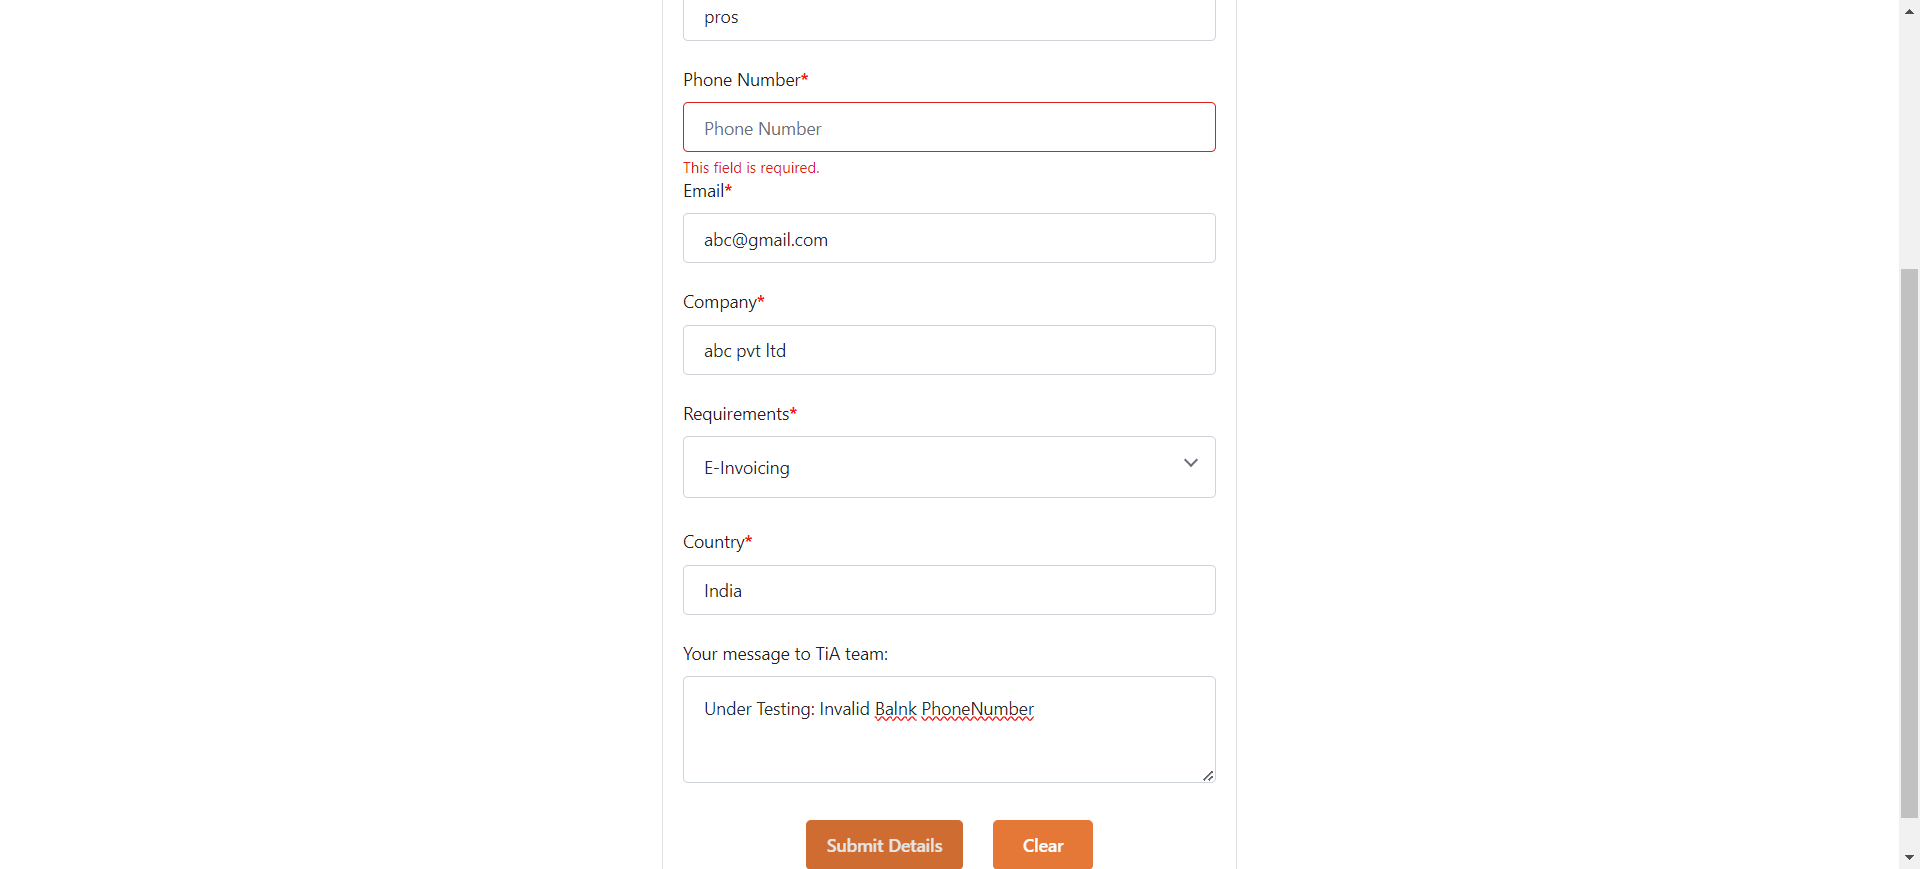 pros
Phone Number*
Phone Number
This field is required.
Email*
abc@gmail.com
Company*
abc pvt ltd
Requirements*
E-Invoicing
Country*
India
Your message to TiA team:
Under Testing: Invalid Balnk PhoneNumber
Submit Details
Clear